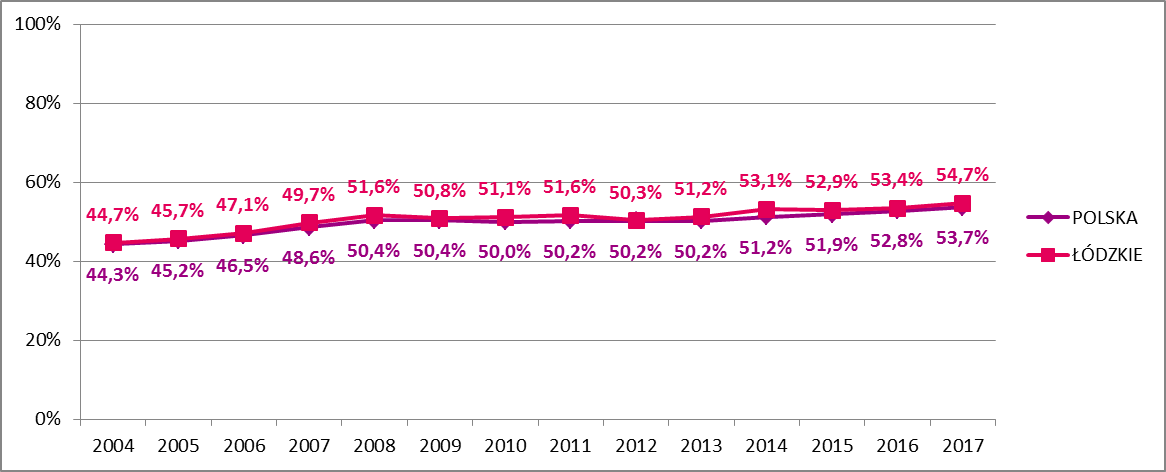 100%
80%
60%
40%
20%
0%
44,7% 45,7% 47,1% 49,7% 51,6% 50,8% 51,1% 51,6% 50,3% 51,2% 53,1% 52,9% 53,4% 54,7%
44,3% 45,2% 46,5% 48,6% 50,4% 50,4% 50,0% 50,2% 50,2% 50,2% 51,2% 51,9% 52,8% 53,7%
2004 2005 2006 2007 2008 2009 2010 2011 2012 2013 2014 2015 2016 2017
POLSKA
ŁÓDZKIE